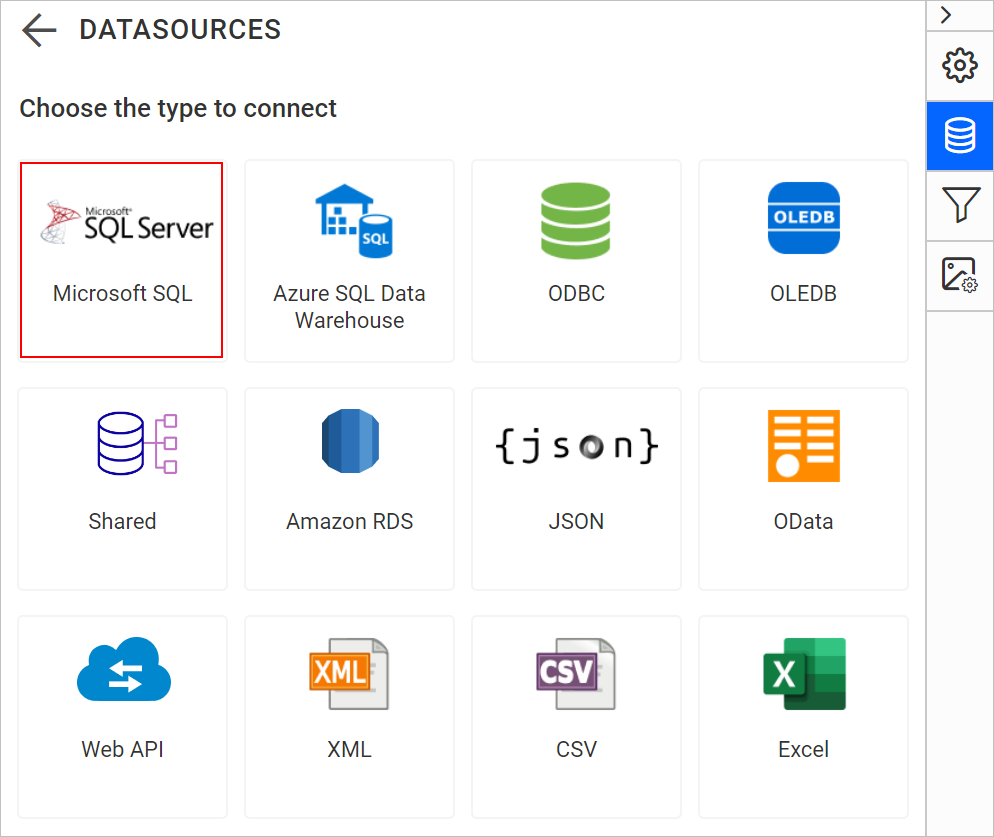 DATASOURCES
Choose the type to connect
Microsoft®
SQL Server
Microsoft SQL
SQL
Azure SQL Data
Warehouse
ODBC
OLEDB
OLEDB
Shared
Amazon RDS
{json}
JSON
OData
Web API
XML
XML
CSV
CSV
X
Excel